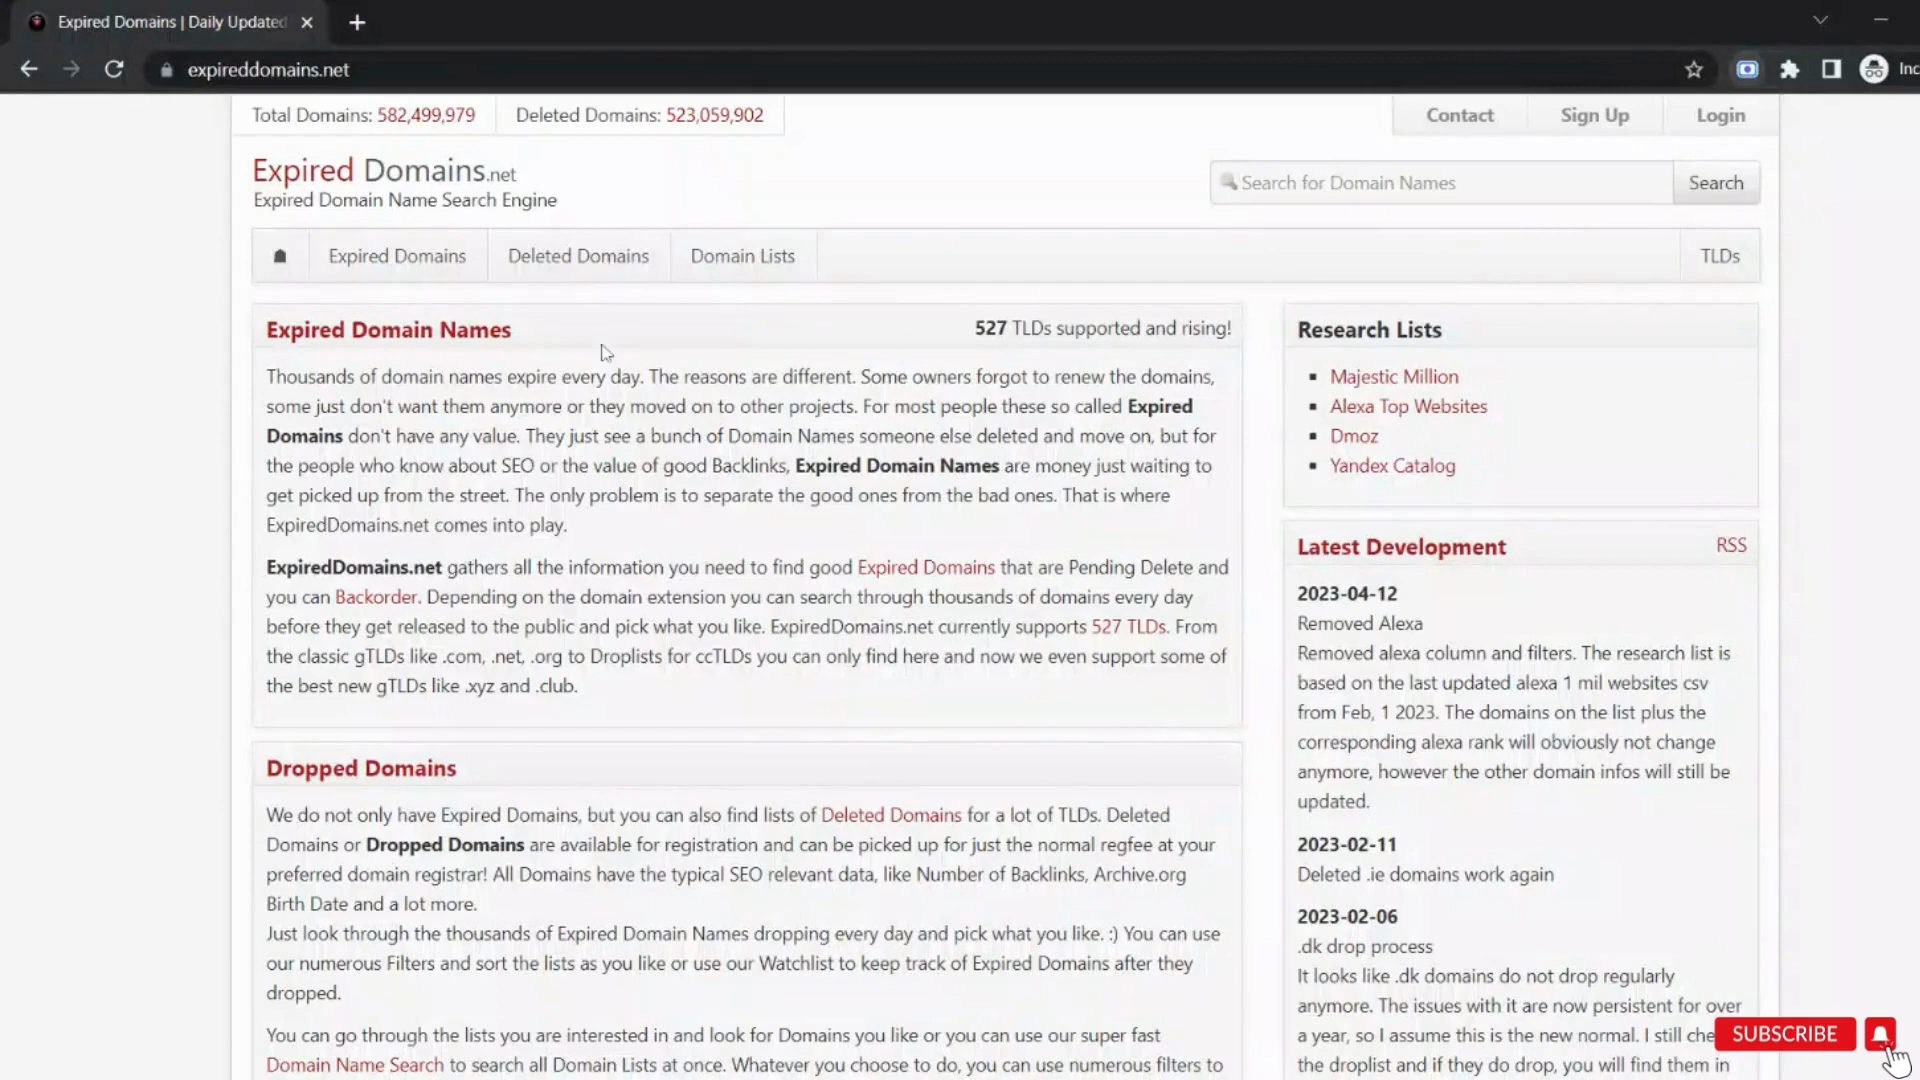 Expired Domains | Daily Updated
expireddomains.net
Inc
Total Domains: 582,499,979
Deleted Domains: 523,059,902
Contact
Sign Up
Login
Expired Domains.net
Expired Domain Name Search Engine
Search for Domain Names
Search
Expired Domains
Deleted Domains
Domain Lists
TLDs
Expired Domain Names
527 TLDs supported and rising!
Thousands of domain names expire every day. The reasons are different. Some owners forgot to renew the domains,
some just don't want them anymore or they moved on to other projects. For most people these so called Expired
Domains don't have any value. They just see a bunch of Domain Names someone else deleted and move on, but for
the people who know about SEO or the value of good Backlinks, Expired Domain Names are money just waiting to
get picked up from the street. The only problem is to separate the good ones from the bad ones. That is where
ExpiredDomains.net comes into play.
ExpiredDomains.net gathers all the information you need to find good Expired Domains that are Pending Delete and
you can Backorder. Depending on the domain extension you can search through thousands of domains every day
before they get released to the public and pick what you like. ExpiredDomains.net currently supports 527 TLDs. From
the classic gTLDs like .com, .net, .org to Droplists for ccTLDs you can only find here and now we even support some of
the best new gTLDs like .xyz and .club.
Dropped Domains
We do not only have Expired Domains, but you can also find lists of Deleted Domains for a lot of TLDs. Deleted
Domains or Dropped Domains are available for registration and can be picked up for just the normal regfee at your
preferred domain registrar! All Domains have the typical SEO relevant data, like Number of Backlinks, Archive.org
Birth Date and a lot more.
Just look through the thousands of Expired Domain Names dropping every day and pick what you like. :) You can use
our numerous Filters and sort the lists as you like or use our Watchlist to keep track of Expired Domains after they
dropped.
You can go through the lists you are interested in and look for Domains you like or you can use our super fast
Domain Name Search to search all Domain Lists at once. Whatever you choose to do, you can use numerous filters to
Research Lists
Majestic Million
Alexa Top Websites
Dmoz
Yandex Catalog
Latest Development
RSS
2023-04-12
Removed Alexa
Removed alexa column and filters. The research list is
based on the last updated alexa 1 mil websites csv
from Feb, 1 2023. The domains on the list plus the
corresponding alexa rank will obviously not change
anymore, however the other domain infos will still be
updated.
2023-02-11
Deleted .ie domains work again
2023-02-06
.dk drop process
It looks like .dk domains do not drop regularly
anymore. The issues with it are now persistent for over
a year, so I assume this is the new normal. I still che
the droplist and if they do drop, you will find them in
SUBSCRIBE